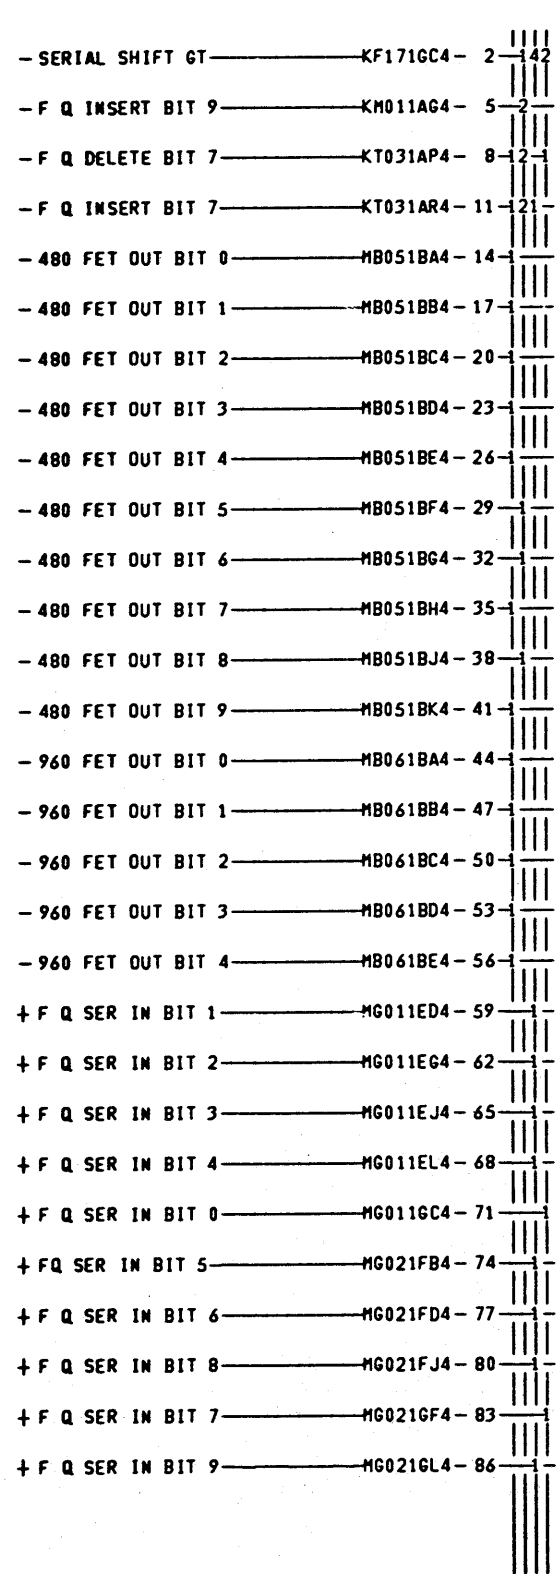 - SERIAL SHIFT GT KF171GC4 - 2 142
- F Q INSERT BIT 9 KM011AG4 - 5 2
- F Q DELETE BIT 7 KT031AP4 - 8 12 1
- F Q INSERT BIT 7 KT031AR4 - 11 121
- 480 FET OUT BIT 0 MB051BA4 - 14 1
- 480 FET OUT BIT 1 MB051BB4 - 17 1
- 480 FET OUT BIT 2 MB051BC4 - 20 1
- 480 FET OUT BIT 3 MB051BD4 - 23 1
- 480 FET OUT BIT 4 MB051BE4 - 26 1
- 480 FET OUT BIT 5 MB051BF4 - 29 1
- 480 FET OUT BIT 6 MB051BG4 - 32 1
- 480 FET OUT BIT 7 MB051BH4 - 35 1
- 480 FET OUT BIT 8 MB051BJ4 - 38 1
- 480 FET OUT BIT 9 MB051BK4 - 41 1
- 960 FET OUT BIT 0 MB061BA4 - 44 1
- 960 FET OUT BIT 1 MB061BB4 - 47 1
- 960 FET OUT BIT 2 MB061BC4 - 50 1
- 960 FET OUT BIT 3 MB061BD4 - 53 1
- 960 FET OUT BIT 4 MB061BE4 - 56 1
+ F Q SER IN BIT 1 MG011ED4 - 59 1
+ F Q SER IN BIT 2 MG011EG4 - 62 1
+ F Q SER IN BIT 3 MG011EJ4 - 65 1
+ F Q SER IN BIT 4 MG011EL4 - 68 1
+ F Q SER IN BIT 0 MG011GC4 - 71 1
+ FQ SER IN BIT 5 MG021FB4 - 74 1
+ F Q SER IN BIT 6 MG021FD4 - 77 1
+ F Q SER IN BIT 8 MG021FJ4 - 80 1
+ F Q SER IN BIT 7 MG021GF4 - 83 1
+ F Q SER IN BIT 9 MG021GL4 - 86 1